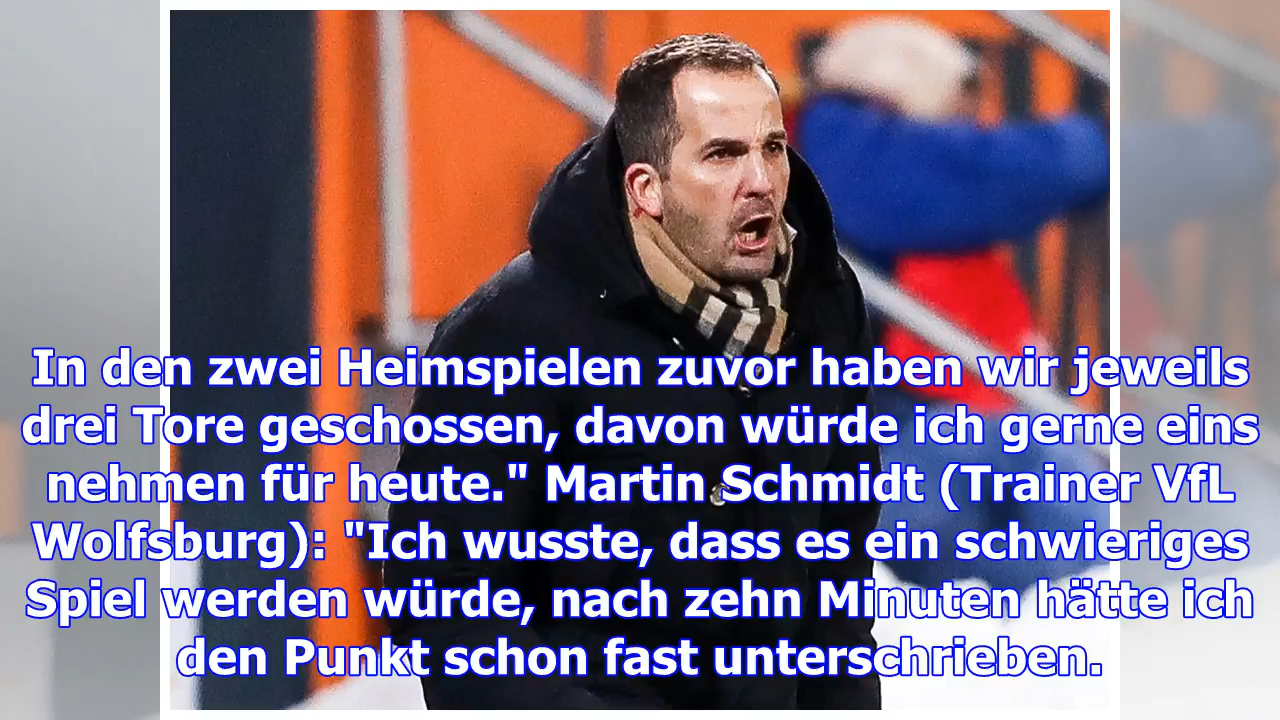 In den zwei Heimspielen zuvor haben wir jeweils
drei Tore geschossen, davon würde ich gerne eins
nehmen für heute." Martin Schmidt (Trainer VfL
Wolfsburg): "Ich wusste, dass es ein schwieriges
Spiel werden würde, nach zehn Minuten hätte ich
den Punkt schon fast unterschrieben.